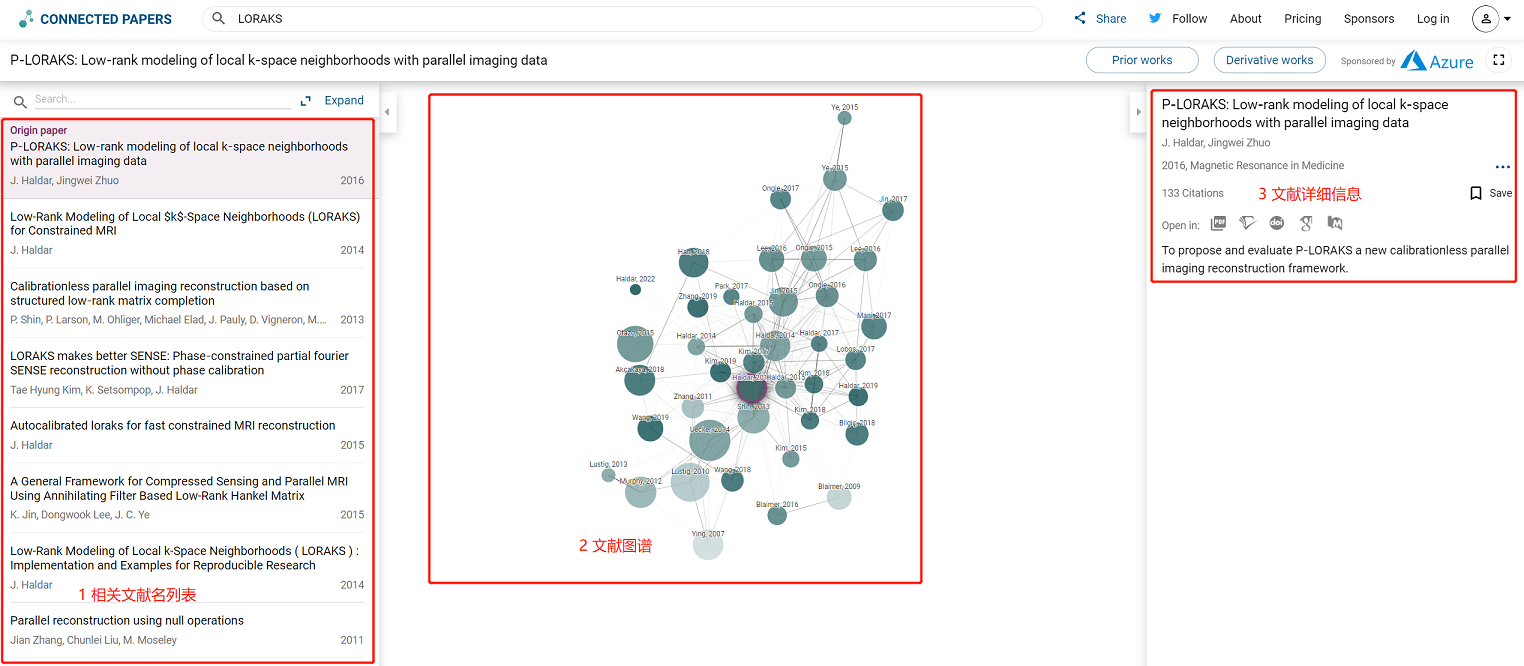 CONNECTED PAPERS
LORAKS
Share
Follow
About
Pricing
Sponsors
Log in
P-LORAKS: Low-rank modeling of local k-space neighborhoods with parallel imaging data
Prior works
Derivative works
Sponsored by
Azure
Search...
Expand
Origin paper
P-LORAKS: Low-rank modeling of local k-space neighborhoods
with parallel imaging data
J. Haldar, Jingwei Zhuo
2016
Low-Rank Modeling of Local $k$-Space Neighborhoods (LORAKS)
for Constrained MRI
J. Haldar
2014
Calibrationless parallel imaging reconstruction based on
structured low-rank matrix completion
P. Shin, P. Larson, M. Ohliger, Michael Elad, J. Pauly, D. Vigneron, M....
2013
LORAKS makes better SENSE: Phase-constrained partial fourier
SENSE reconstruction without phase calibration
Tae Hyung Kim, K. Setsompop, J. Haldar
2017
Autocalibrated loraks for fast constrained MRI reconstruction
J. Haldar
2015
A General Framework for Compressed Sensing and Parallel MRI
Using Annihilating Filter Based Low-Rank Hankel Matrix
K. Jin, Dongwook Lee, J. C. Ye
2015
Low-Rank Modeling of Local k-Space Neighborhoods ( LORAKS ) :
Implementation and Examples for Reproducible Research
J. Haldar
2014
1 相关文献名列表
Parallel reconstruction using null operations
Jian Zhang, Chunlei Liu, M. Moseley
2011
Ye, 2015
Ye, 2015
Ongie, 2017
Jin, 2017
Han, 2018
Lee, 2016
Ongie, 2015
Lee, 2016
Haldar, 2022
Park, 2017
Jin, 2015
Ongie, 2016
Zhang, 2019
Haldar, 2015
Mani, 2017
Otazo, 2015
Haldar, 2014
Haldar, 2014
Haldar, 2017
Kim, 2017
Lobos, 2017
Kim, 2019
Akçakaya, 2018
Kim, 2018
Haldar, 2015
Haldar, 2019
Zhang, 2011
Shin, 2013
Kim, 2018
Wang, 2019
Uecker, 2014
Bilgic, 2018
Kim, 2015
Lustig, 2013
Lustig, 2010
Wang, 2018
Murphy, 2012
Blaimer, 2009
Blaimer, 2016
Ying, 2007
2 文献图谱
P-LORAKS: Low-rank modeling of local k-space
neighborhoods with parallel imaging data
J. Haldar, Jingwei Zhuo
2016, Magnetic Resonance in Medicine
133 Citations
3 文献详细信息
Save
Open in:
PDF
doi
To propose and evaluate P-LORAKS a new calibrationless parallel
imaging reconstruction framework.